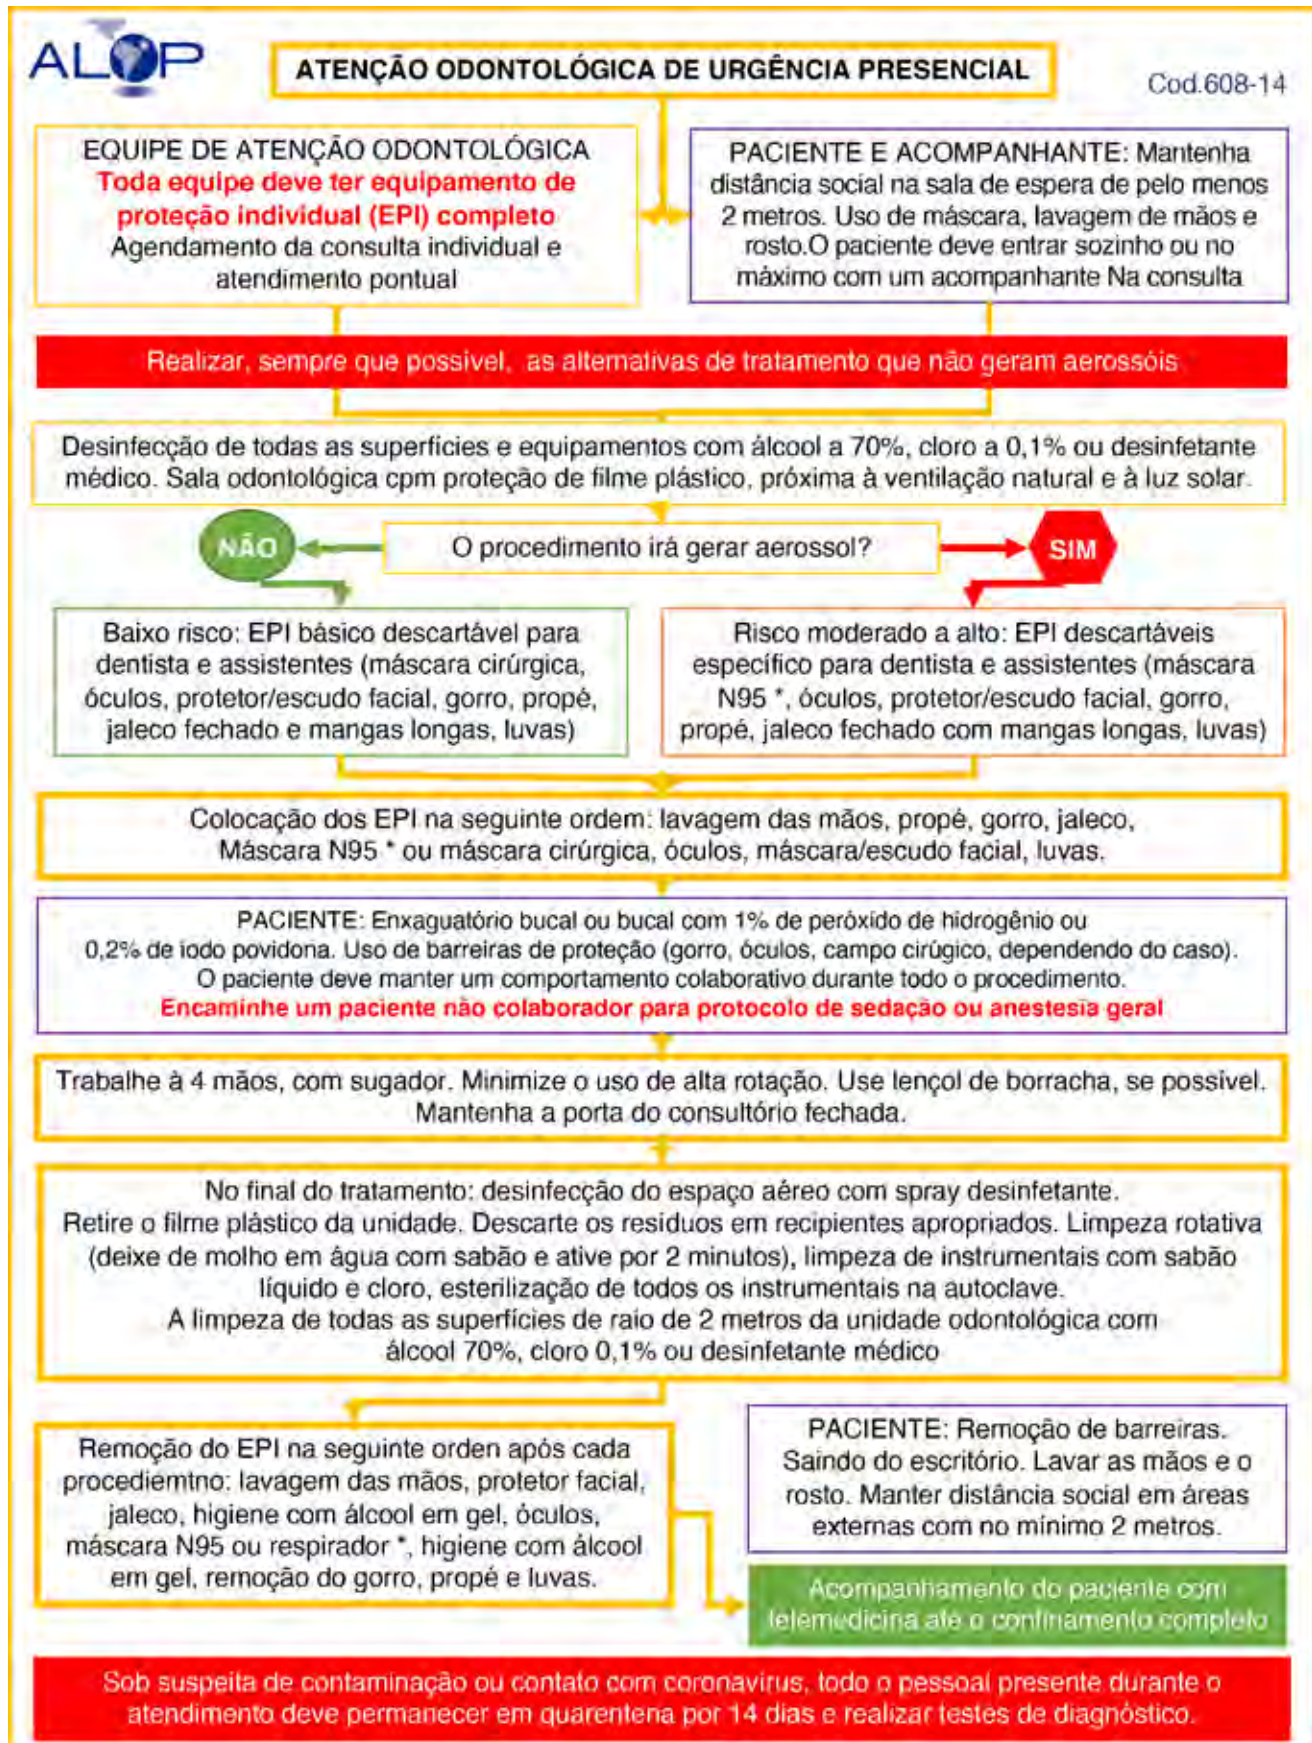 ALOP
ATENÇÃO ODONTOLÓGICA DE URGÊNCIA PRESENCIAL
Cod.608-14
EQUIPE DE ATENÇÃO ODONTOLÓGICA
Toda equipe deve ter equipamento de
proteção individual (EPI) completo
Agendamento da consulta individual e
atendimento pontual
PACIENTE E ACOMPANHANTE: Mantenha
distância social na sala de espera de pelo menos
2 metros. Uso de máscara, lavagem de mãos e
rosto.O paciente deve entrar sozinho ou no
máximo com um acompanhante Na consulta
Realizar, sempre que possível, as alternativas de tratamento que não geram aerossóis
Desinfecção de todas as superfícies e equipamentos com álcool a 70%, cloro a 0,1% ou desinfetante
médico. Sala odontológica cpm proteção de filme plástico, próxima à ventilação natural e à luz solar.
NÃO
O procedimento irá gerar aerossol?
SIM
Baixo risco: EPI básico descartável para
dentista e assistentes (máscara cirúrgica,
óculos, protetor/escudo facial, gorro, propé,
jaleco fechado e mangas longas, luvas)
Risco moderado a alto: EPI descartáveis
específico para dentista e assistentes (máscara
N95 *, óculos, protetor/escudo facial, gorro,
propé, jaleco fechado com mangas longas, luvas)
Colocação dos EPI na seguinte ordem: lavagem das mãos, propé, gorro, jaleco,
Máscara N95 * ou máscara cirúrgica, óculos, máscara/escudo facial, luvas.
PACIENTE: Enxaguatório bucal ou bucal com 1% de peróxido de hidrogênio ou
0,2% de iodo povidona. Uso de barreiras de proteção (gorro, óculos, campo cirúgico, dependendo do caso).
O paciente deve manter um comportamento colaborativo durante todo o procedimento.
Encaminhe um paciente não colaborador para protocolo de sedação ou anestesia geral
Trabalhe à 4 mãos, com sugador. Minimize o uso de alta rotação. Use lençol de borracha, se possível.
Mantenha a porta do consultório fechada.
No final do tratamento: desinfecção do espaço aéreo com spray desinfetante.
Retire o filme plástico da unidade. Descarte os resíduos em recipientes apropriados. Limpeza rotativa
(deixe de molho em água com sabão e ative por 2 minutos), limpeza de instrumentais com sabão
líquido e cloro, esterilização de todos os instrumentais na autoclave.
A limpeza de todas as superfícies de raio de 2 metros da unidade odontológica com
álcool 70%, cloro 0,1% ou desinfetante médico
Remoção do EPI na seguinte orden após cada
procediemtno: lavagem das mãos, protetor facial,
jaleco, higiene com álcool em gel, óculos,
máscara N95 ou respirador *, higiene com álcool
em gel, remoção do gorro, propé e luvas.
PACIENTE: Remoção de barreiras.
Saindo do escritório. Lavar as mãos e o
rosto. Manter distância social em áreas
externas com no mínimo 2 metros.
Acompanhamento do paciente com
telemedicina até o confinamento completo
Sob suspeita de contaminação ou contato com coronavírus, todo o pessoal presente durante o
atendimento deve permanecer em quarentena por 14 dias e realizar testes de diagnóstico.